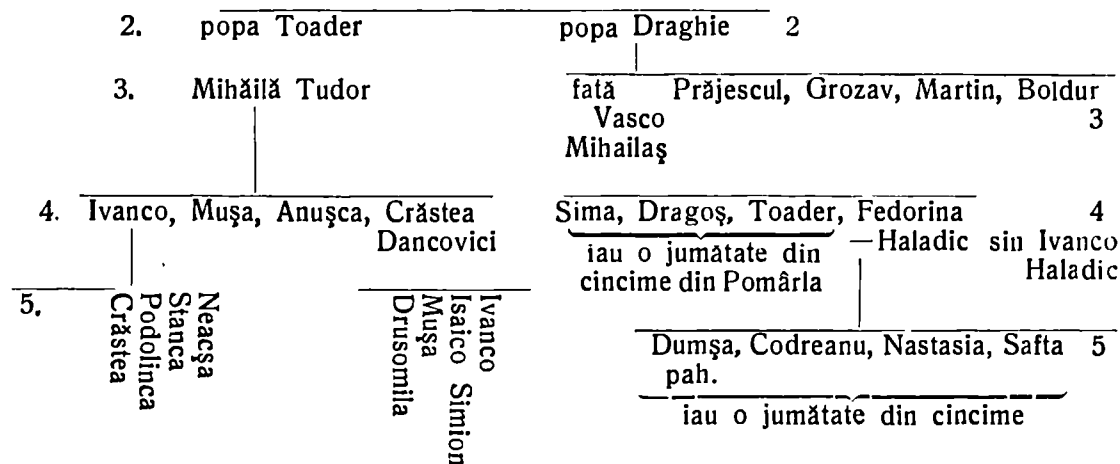 2. popa Toader popa Draghie 2
3. Mihăilă Tudor fată Prăjescul, Grozav, Martin, Boldur
Vasco 3
Mihailaş
4. Ivanco, Muşa, Anuşca, Crăstea Sima, Dragoş, Toader, Fedorina 4
Dancovici iau o jumătate din —Haladic sin Ivanco
cincime din Pomârla Haladic
5.
Neacşa
Stanca
Podolinca
Crăstea
Ivanco
Isaico Simion
Muşa
Drusomila
Dumşa, Codreanu, Nastasia, Safta 5
pah.
iau o jumătate din cincime